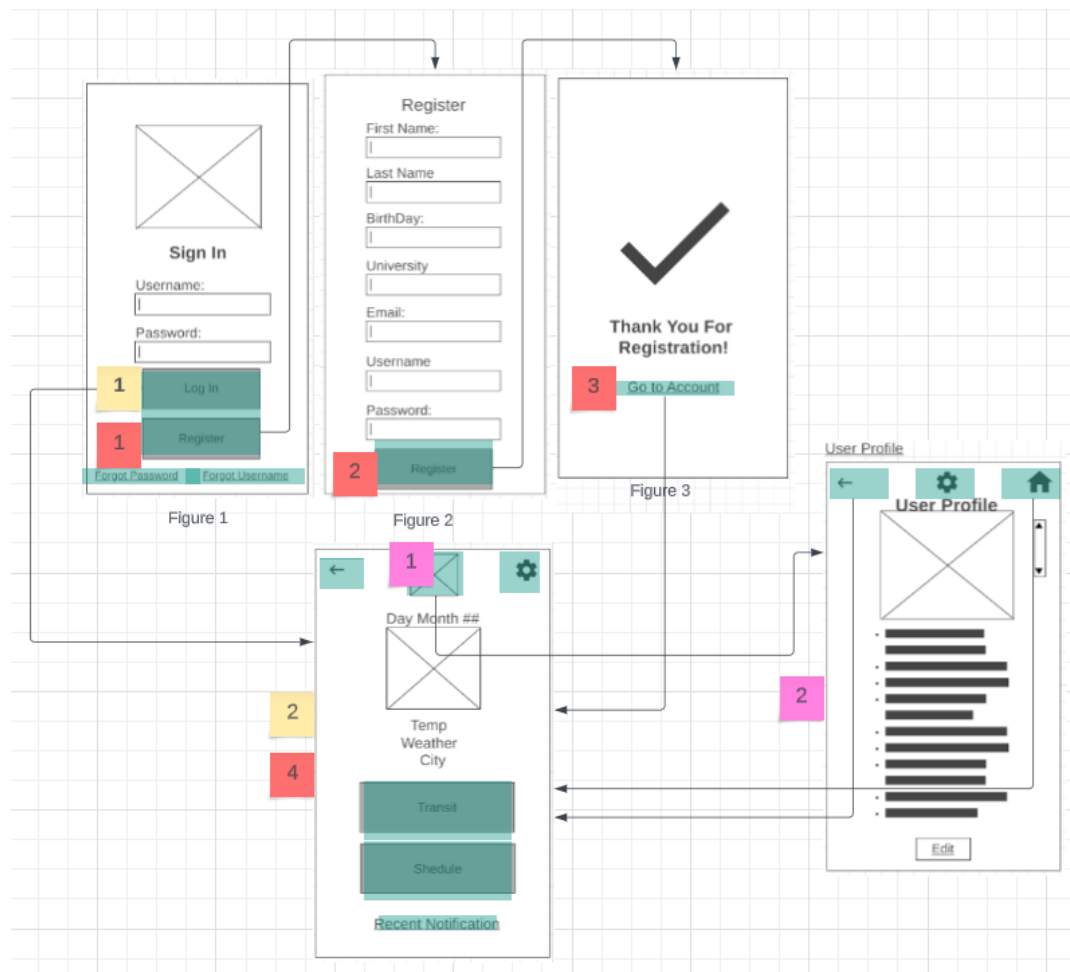 Sign In
Username:
Password:
1
Log In
1
Register
Forgot Password
Forgot Username
Figure 1
Register
First Name:
Last Name
BirthDay:
University
Email:
Username
Password:
2
Register
Figure 2
Thank You For
Registration!
3
Go to Account
Figure 3
1
Day Month ##
2
Temp
Weather
City
4
Transit
Shedule
Recent Notification
User Profile
User Profile
2
Edit